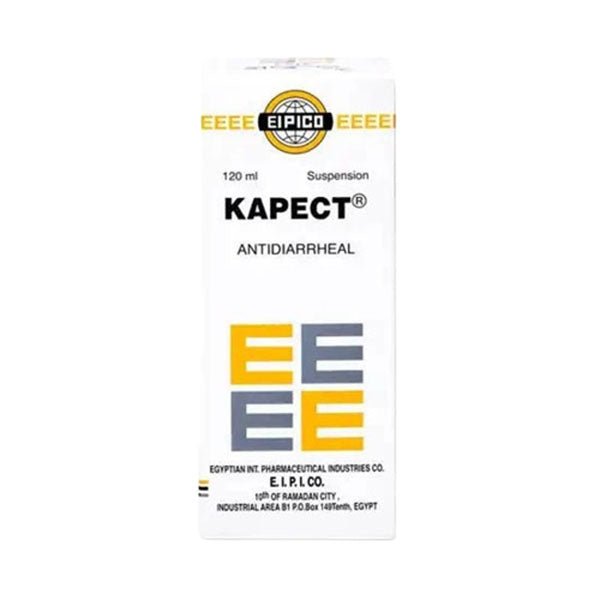 EEEE EIPICO EEEEE
120 ml Suspension
KAPECT®
ANTIDIARRHEAL
E E
E E
EGYPTIAN INT. PHARMACEUTICAL INDUSTRIES CO.
E. I. P. I. CO.
10th OF RAMADAN CITY ,
INDUSTRIAL AREA B1 P.O.Box 149Tenth, EGYPT